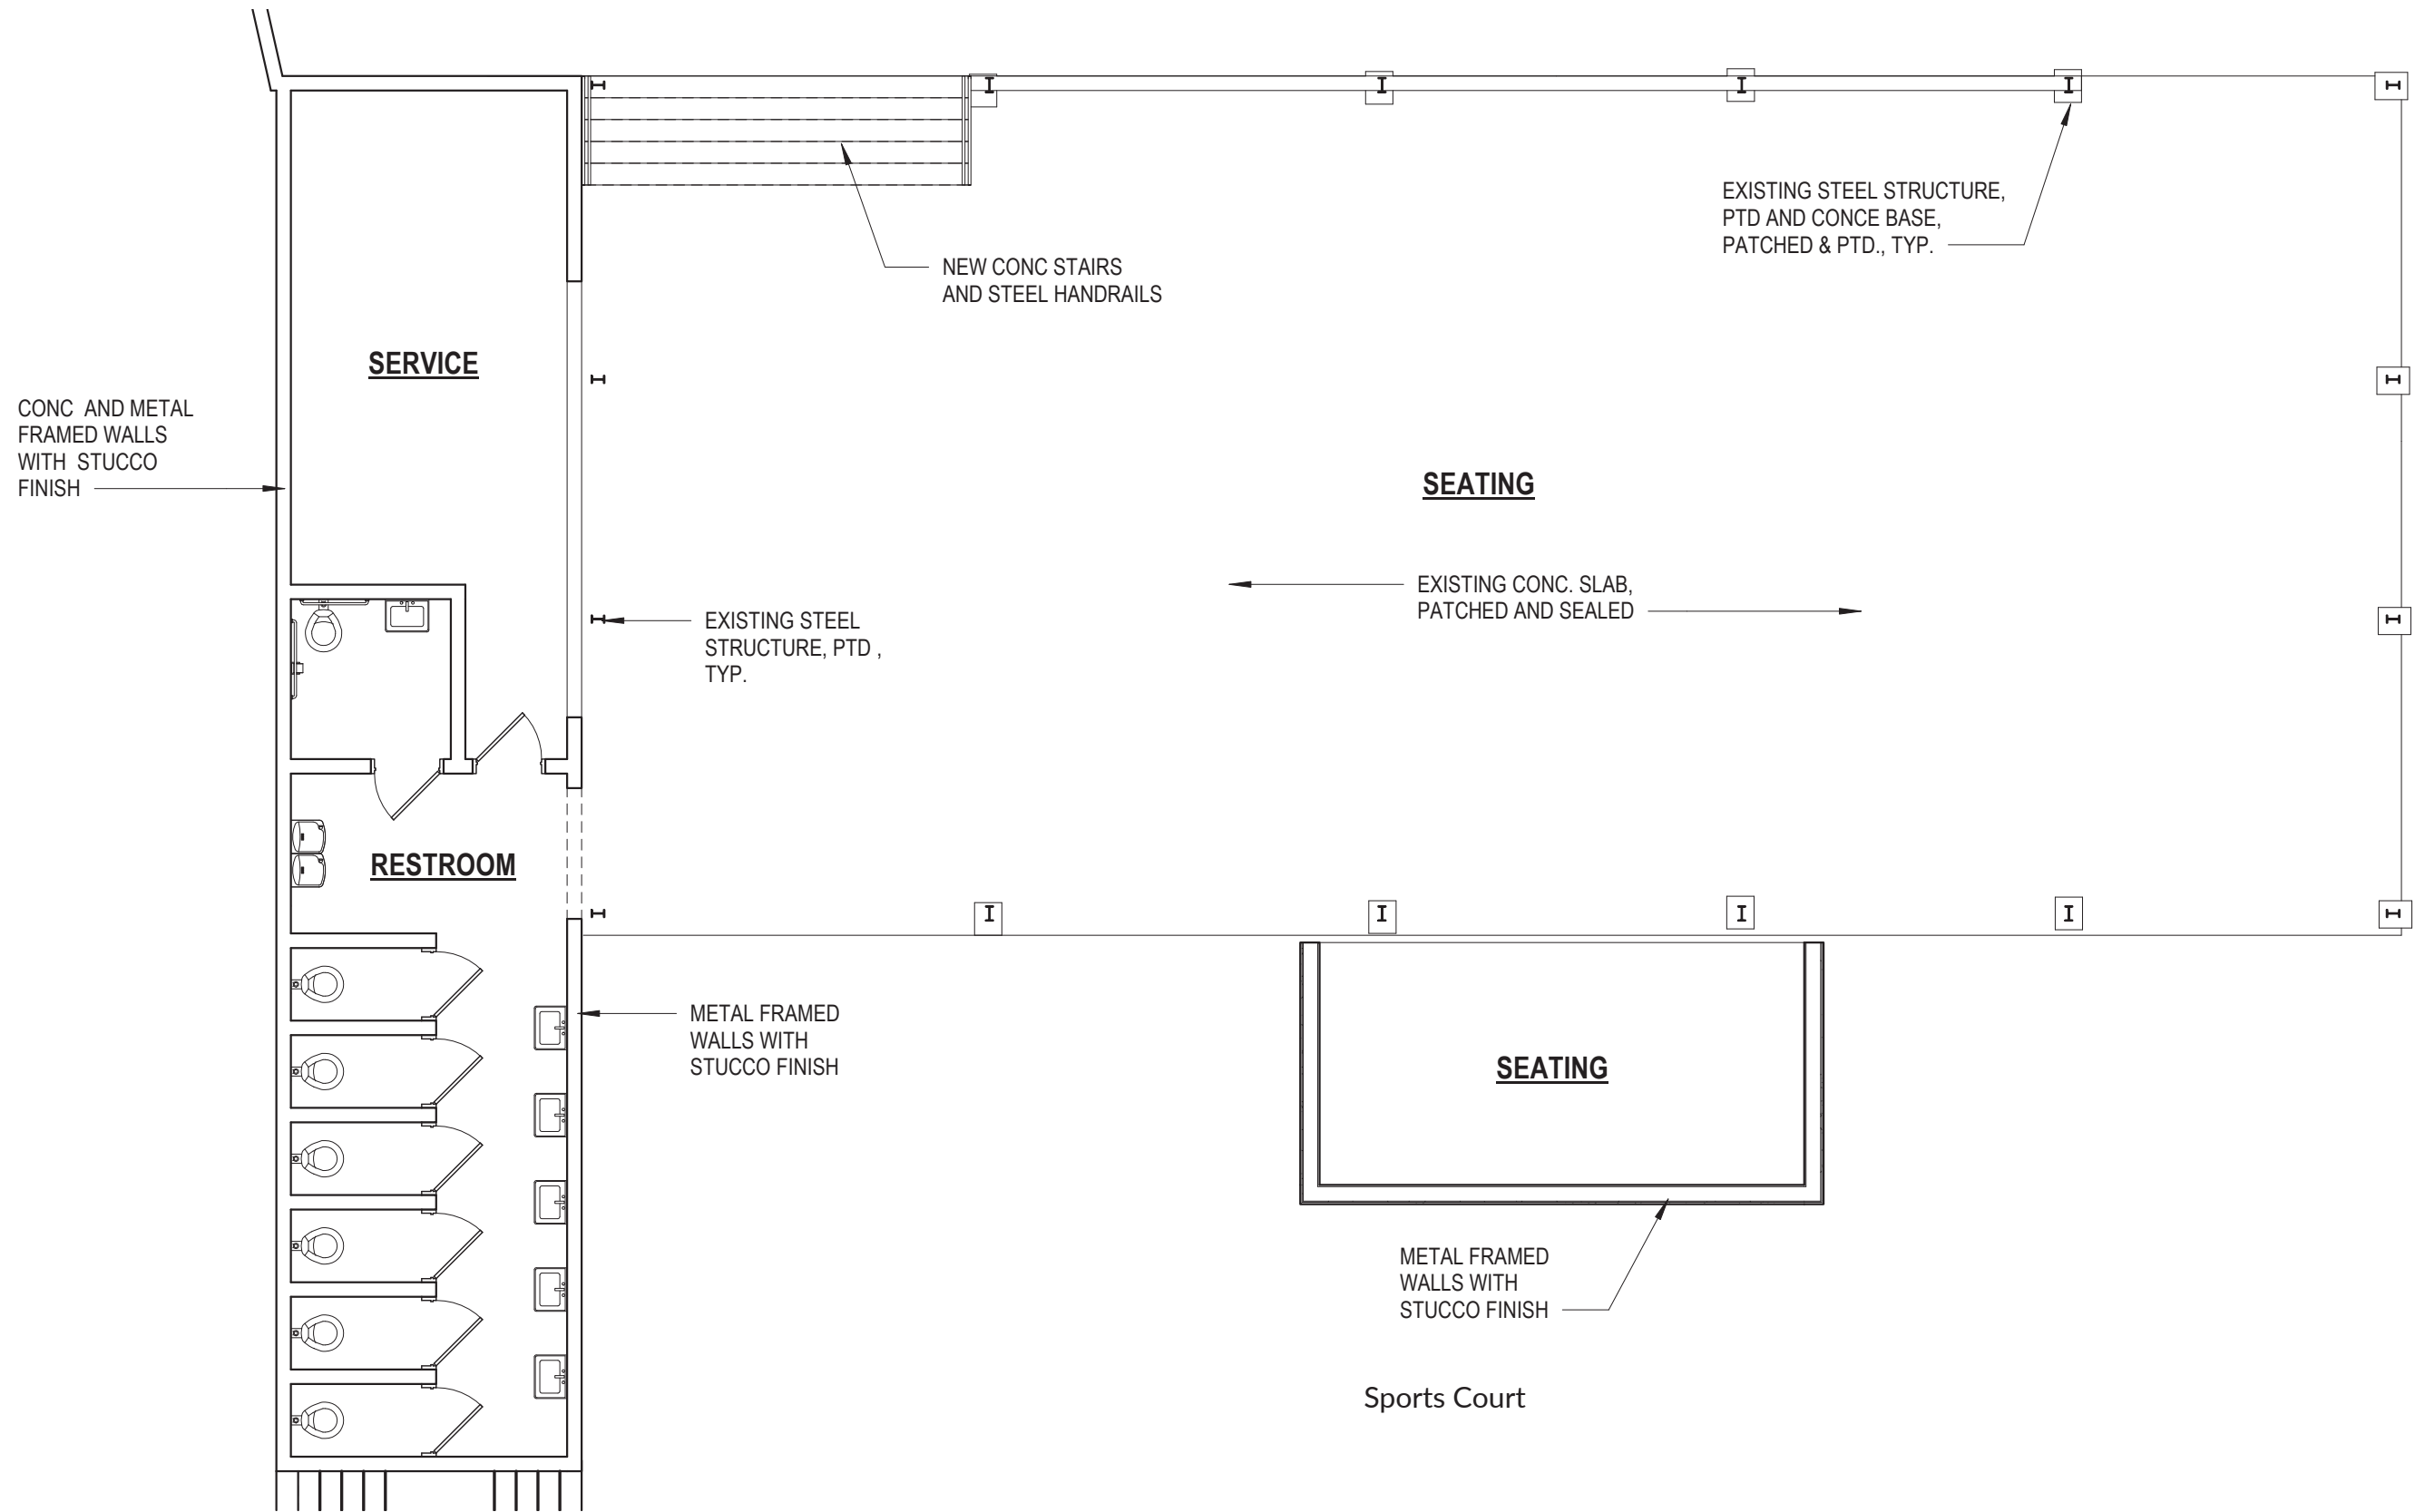 EXISTING STEEL STRUCTURE,
PTD AND CONCE BASE,
PATCHED & PTD., TYP.
NEW CONC STAIRS
AND STEEL HANDRAILS
SERVICE
CONC AND METAL
FRAMED WALLS
WITH STUCCO
FINISH
SEATING
EXISTING CONC. SLAB,
PATCHED AND SEALED
EXISTING STEEL
STRUCTURE, PTD ,
TYP.
RESTROOM
METAL FRAMED
WALLS WITH
STUCCO FINISH
SEATING
METAL FRAMED
WALLS WITH
STUCCO FINISH
Sports Court